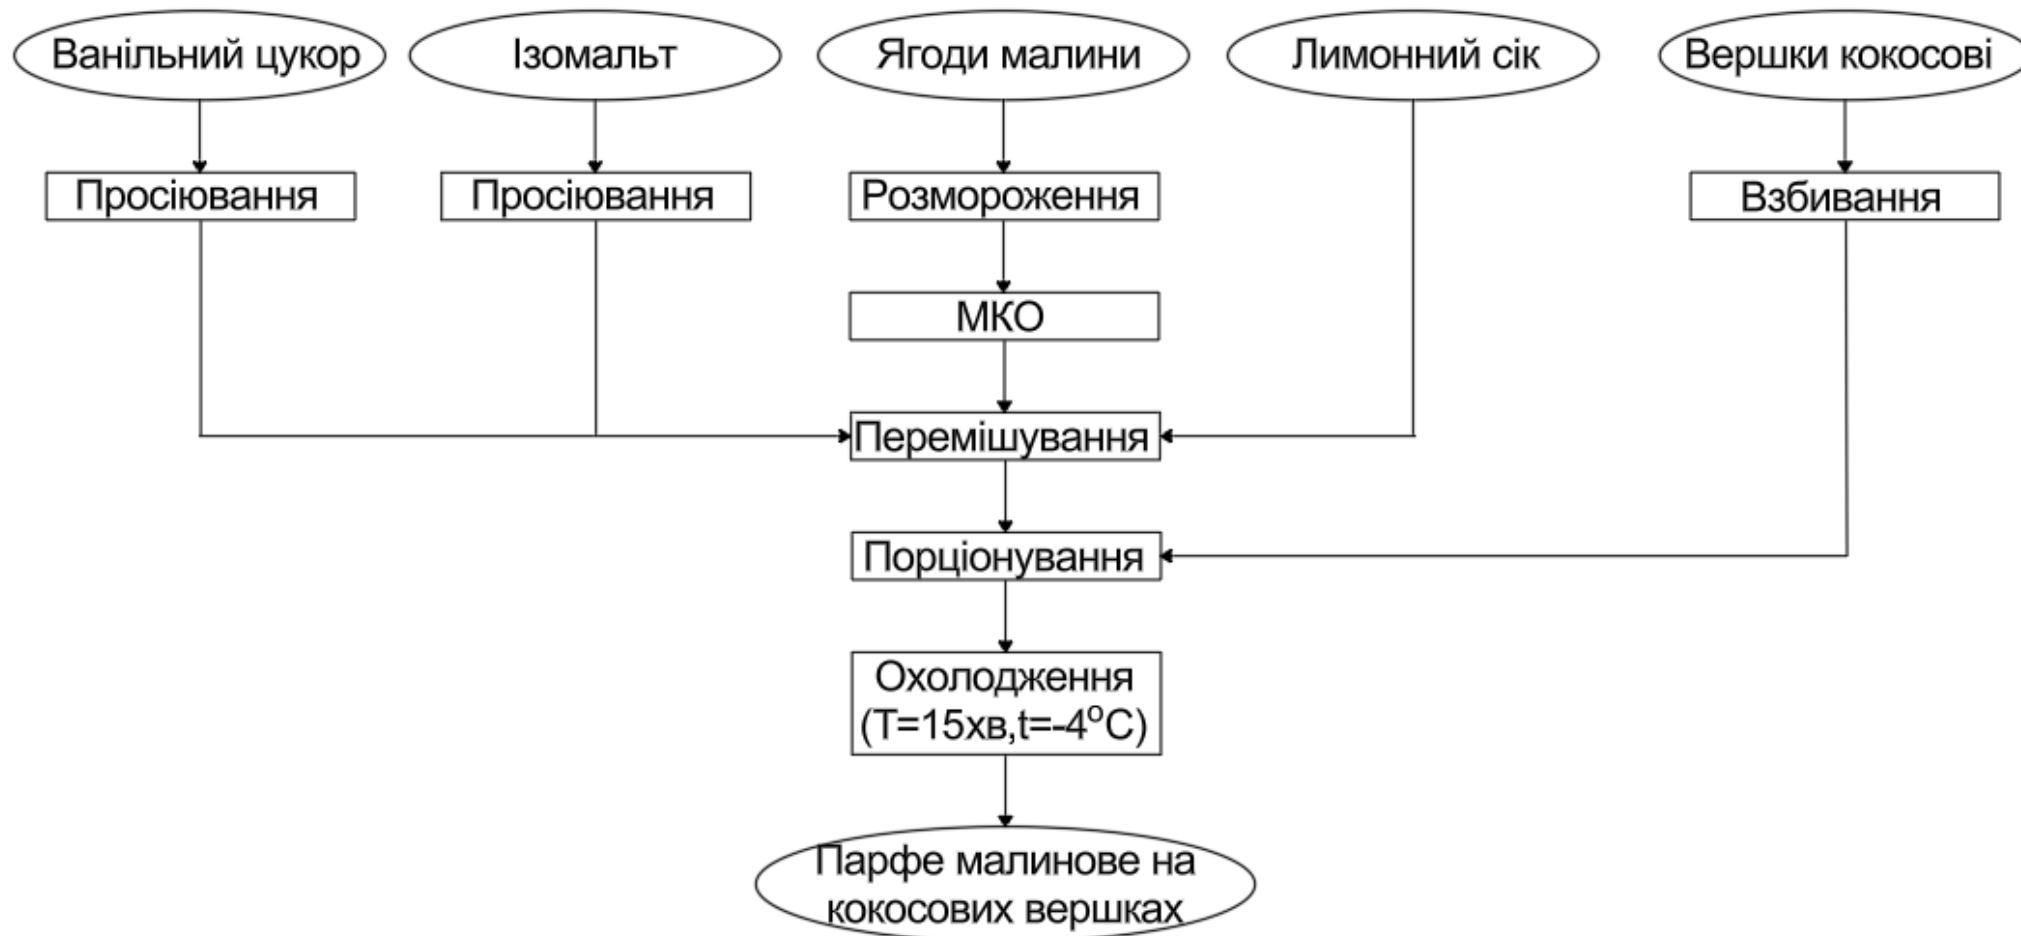 Ванільний цукор
Ізомальт
Ягоди малини
Лимонний сік
Вершки кокосові
Просіювання
Просіювання
Розмороження
Взбивання
МКО
Перемішування
Порціонування
Охолодження
(T=15хв,t=-4°C)
Парфе малинове на
кокосових вершках